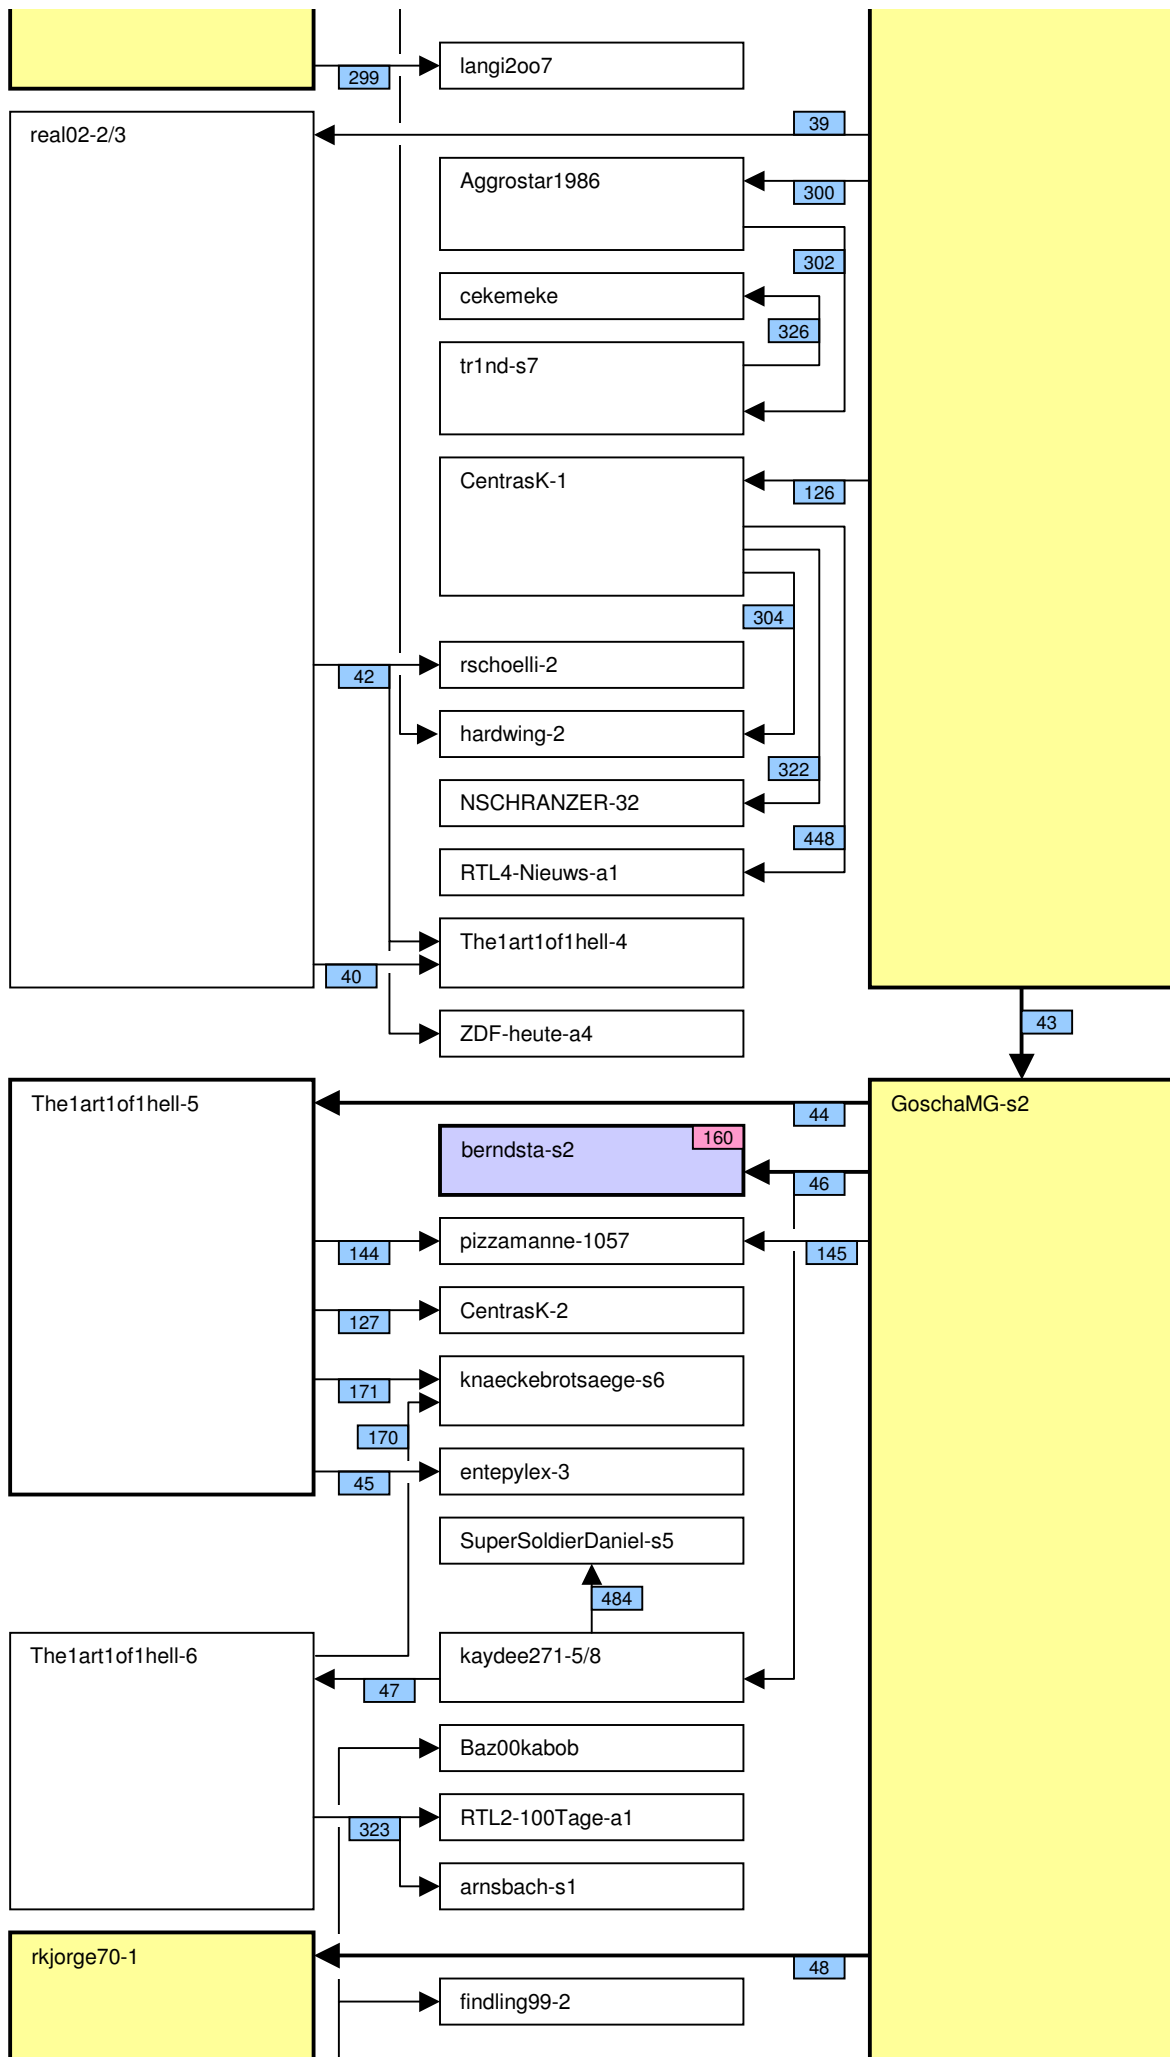 langi2oo7
299
real02-2/3
39
Aggrostar1986
300
302
cekemeke
326
tr1nd-s7
CentrasK-1
126
304
rschoelli-2
42
hardwing-2
322
NSCHRANZER-32
448
RTL4-Nieuws-a1
The1art1of1hell-4
40
43
ZDF-heute-a4
The1art1of1hell-5
44
GoschaMG-s2
160
berndsta-s2
46
pizzamanne-1057
144
145
CentrasK-2
127
knaeckebrotsaege-s6
171
170
entepylex-3
45
SuperSoldierDaniel-s5
484
The1art1of1hell-6
kaydee271-5/8
47
Baz00kabob
RTL2-100Tage-a1
323
arnsbach-s1
rkjorge70-1
48
findling99-2